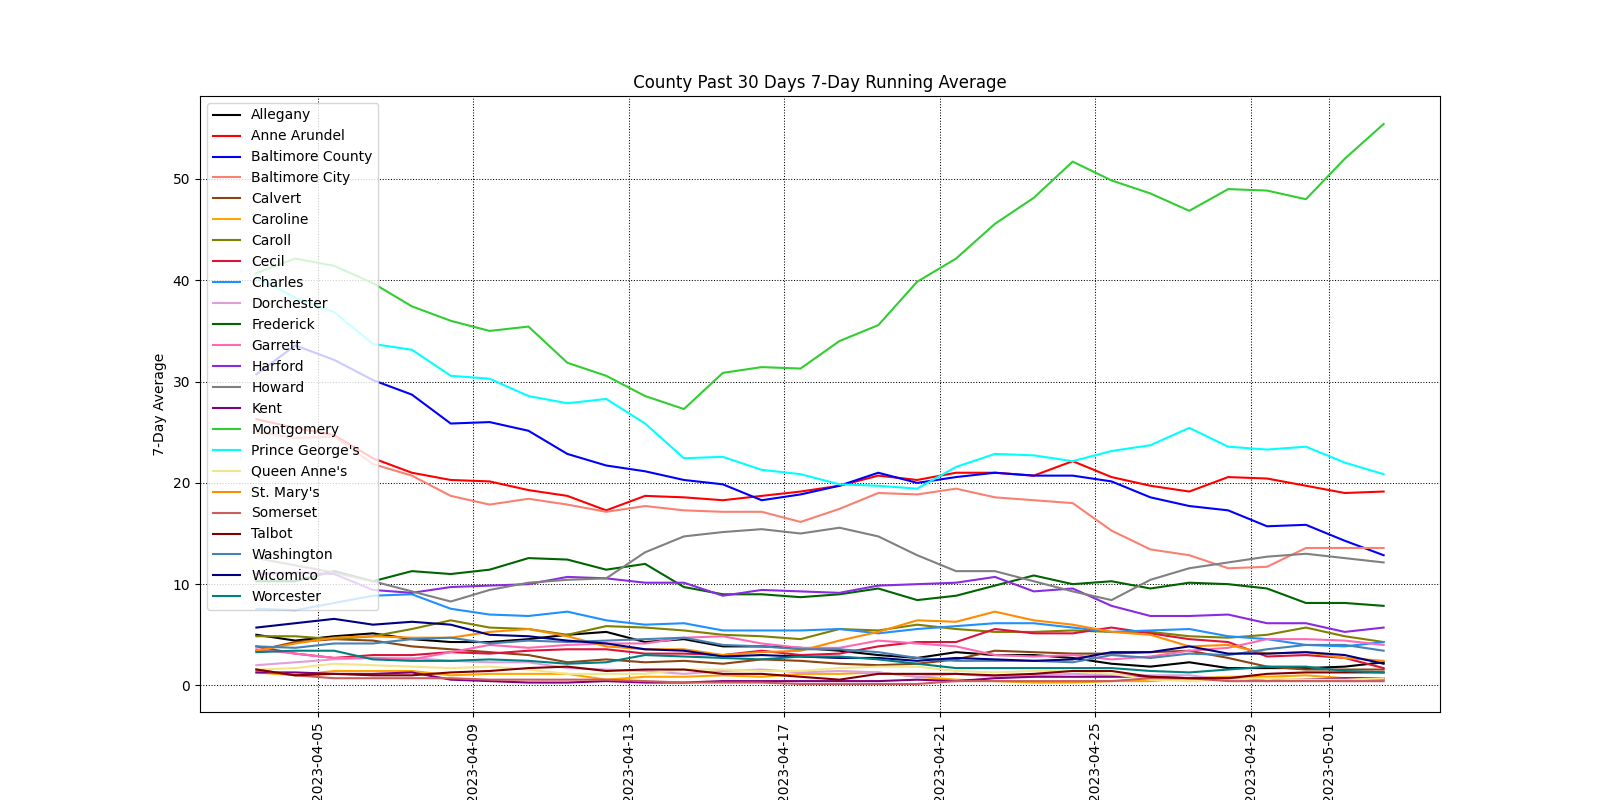 County Past 30 Days 7-Day Running Average
7-Day Average
50
40
30
20
10
0
Allegany
Anne Arundel
Baltimore County
Baltimore City
Calvert
Caroline
Caroll
Cecil
Charles
Dorchester
Frederick
Garrett
Harford
Howard
Kent
Montgomery
Prince George's
Queen Anne's
St. Mary's
Somerset
Talbot
Washington
Wicomico
Worcester
2023-04-05
2023-04-09
2023-04-13
2023-04-17
2023-04-21
2023-04-25
2023-04-29
2023-05-01